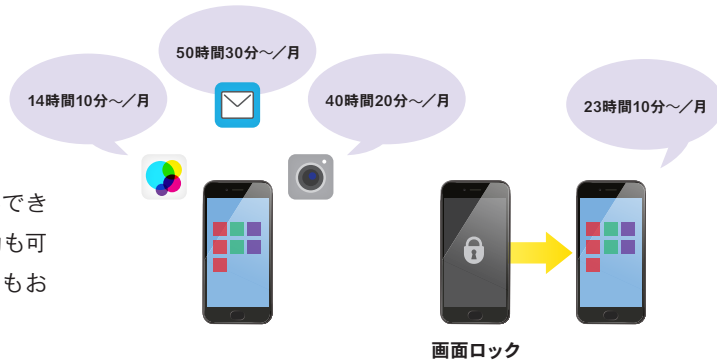 50時間30分～／月
14時間10分～／月
40時間20分～／月
23時間10分～／月
でき
も可
もお
画面ロック